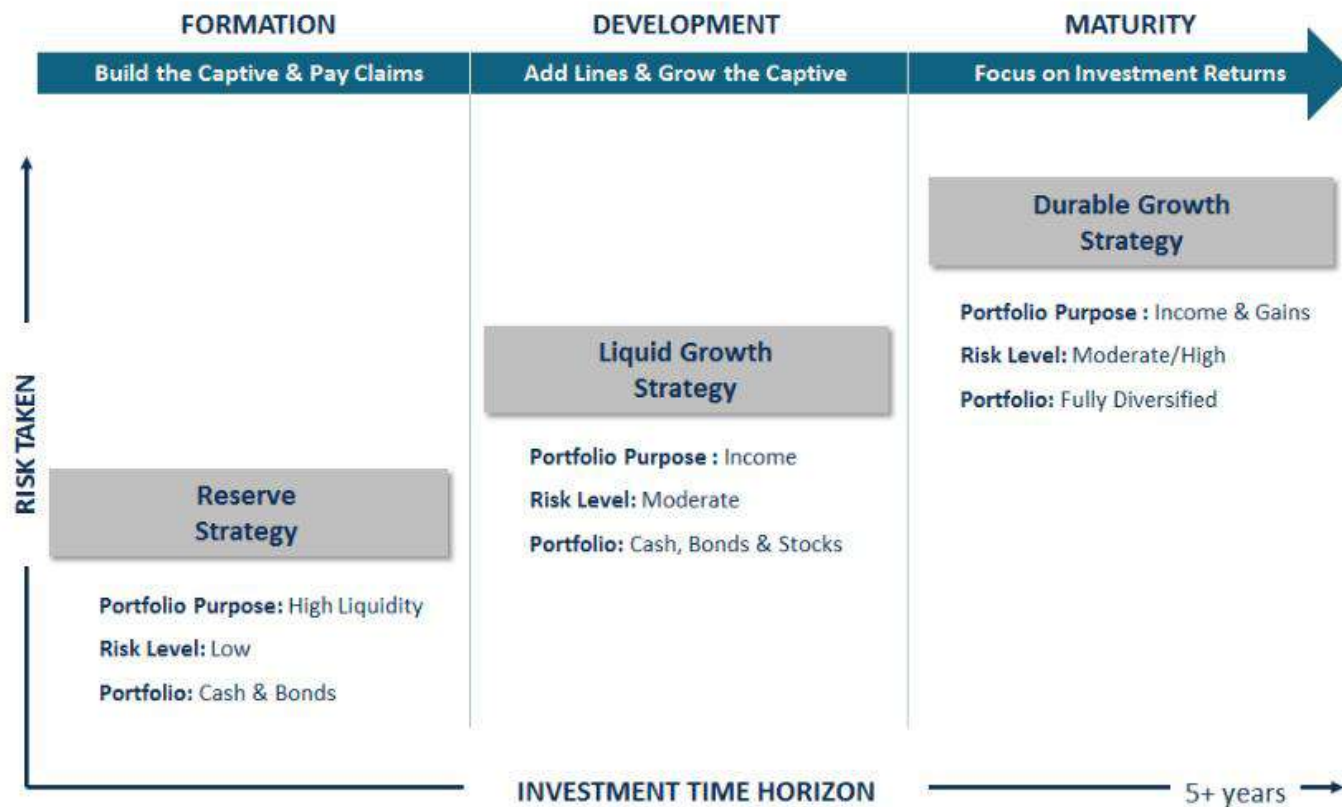 FORMATION
DEVELOPMENT
MATURITY
Build the Captive & Pay Claims
Add Lines & Grow the Captive
Focus on Investment Returns
RISK TAKEN
Reserve
Strategy
Portfolio Purpose: High Liquidity
Risk Level: Low
Portfolio: Cash & Bonds
Liquid Growth
Strategy
Portfolio Purpose : Income
Risk Level: Moderate
Portfolio: Cash, Bonds & Stocks
Durable Growth
Strategy
Portfolio Purpose : Income & Gains
Risk Level: Moderate/High
Portfolio: Fully Diversified
INVESTMENT TIME HORIZON
5+ years